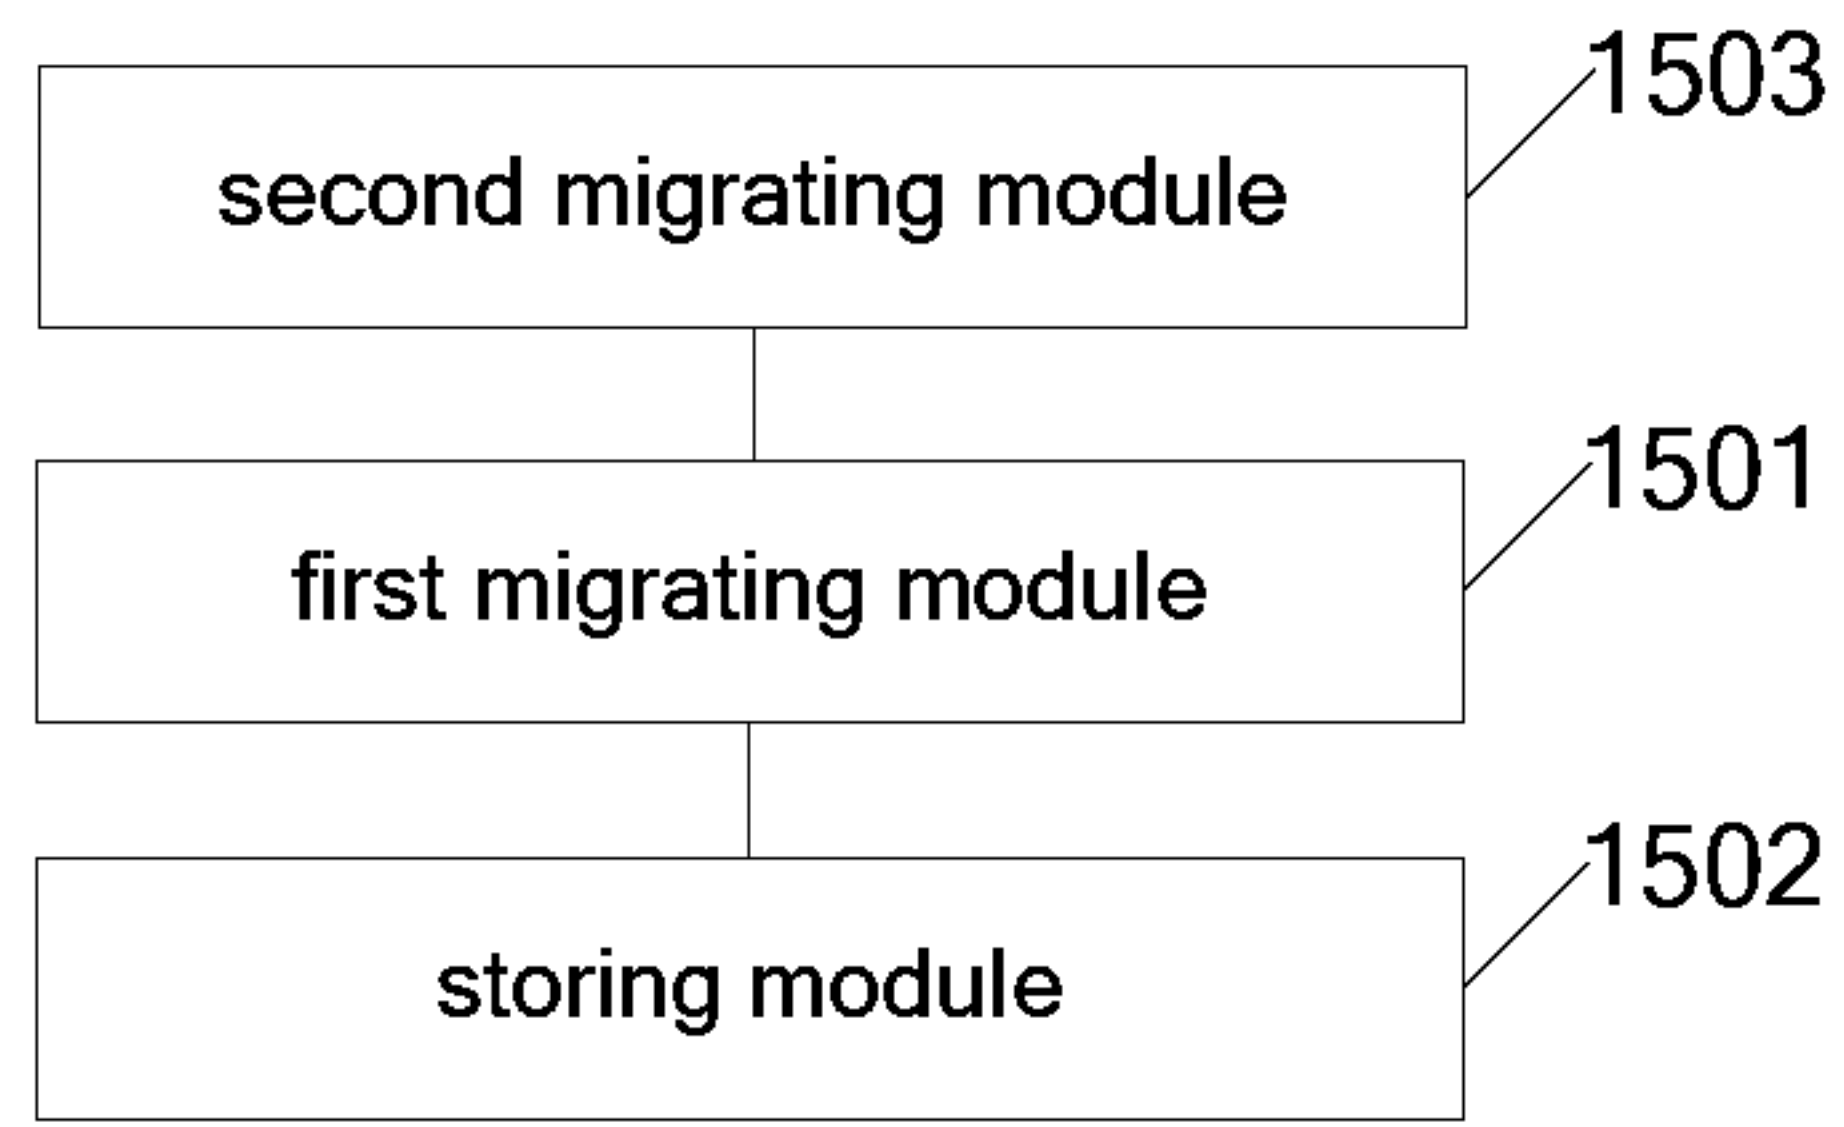 1503
second migrating module
1501
first migrating module
1502
storing module